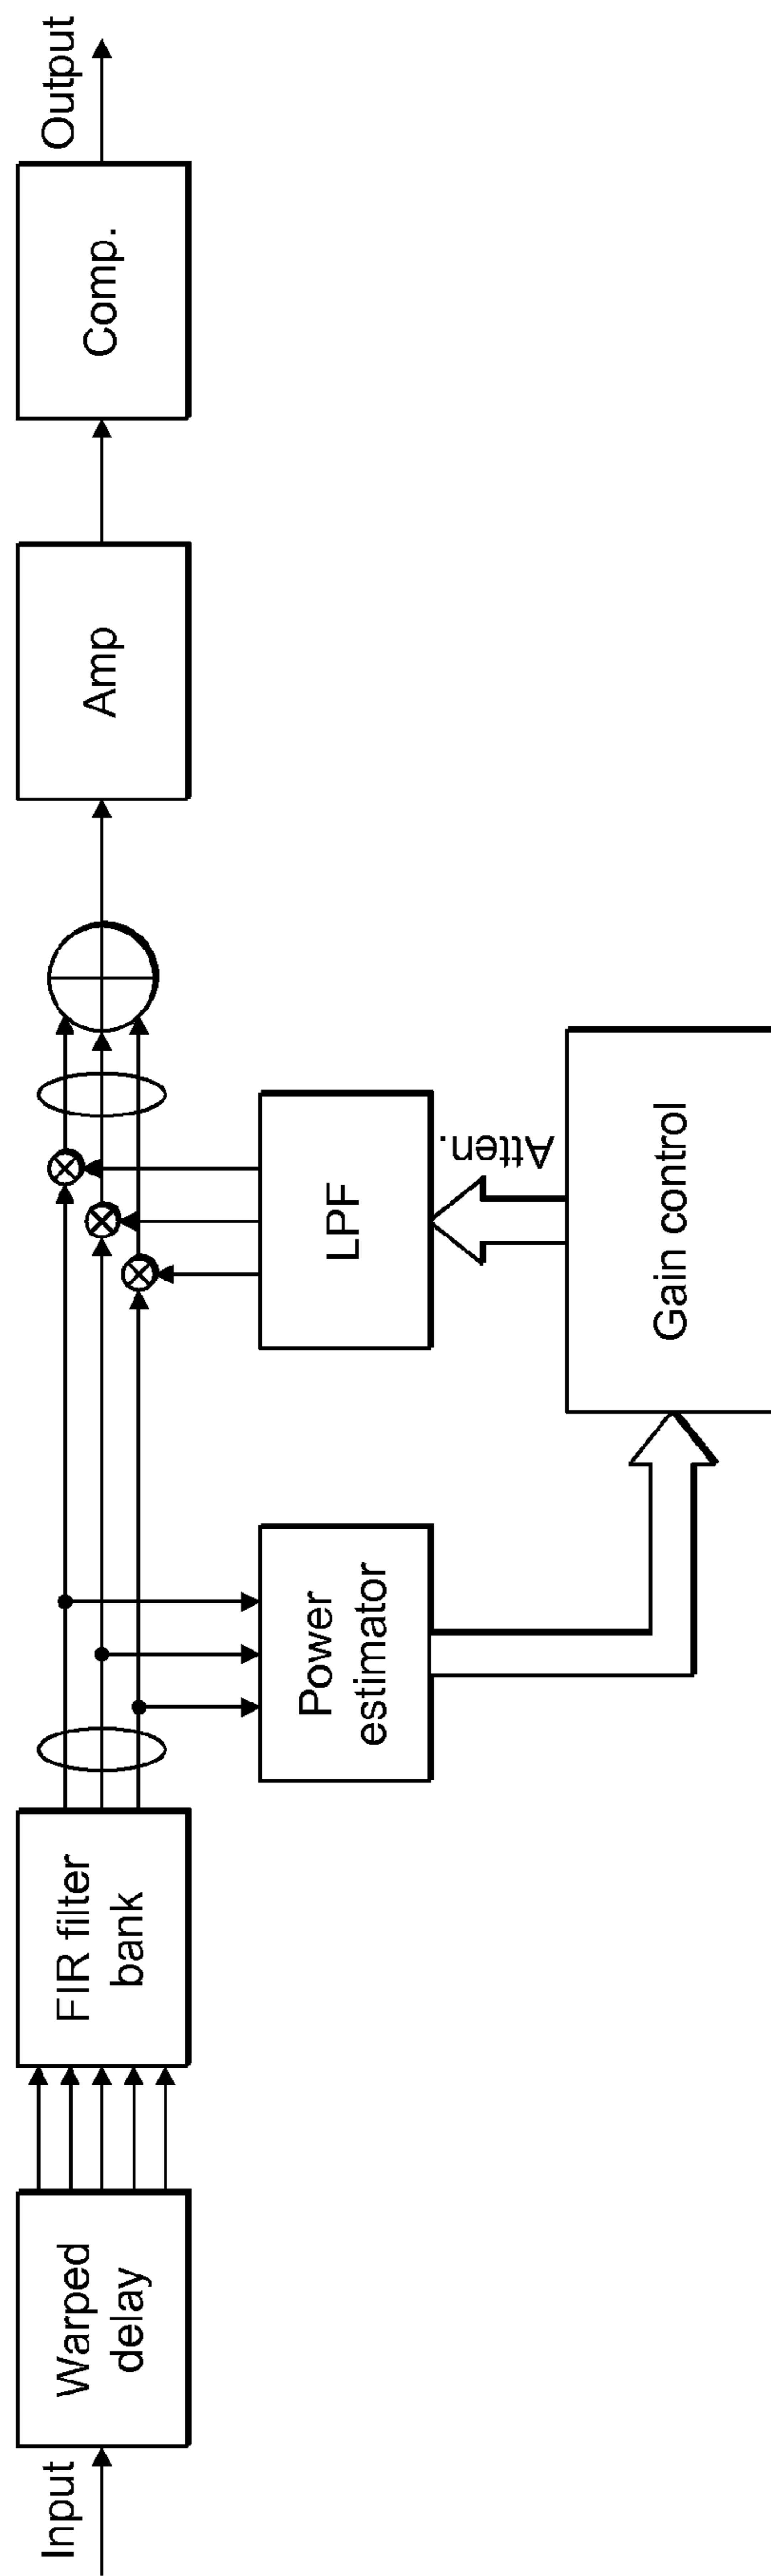 Input
Warped
delay
FIR filter
bank
Power
estimator
Gain control
Atten.
LPF
Amp
Comp.
Output